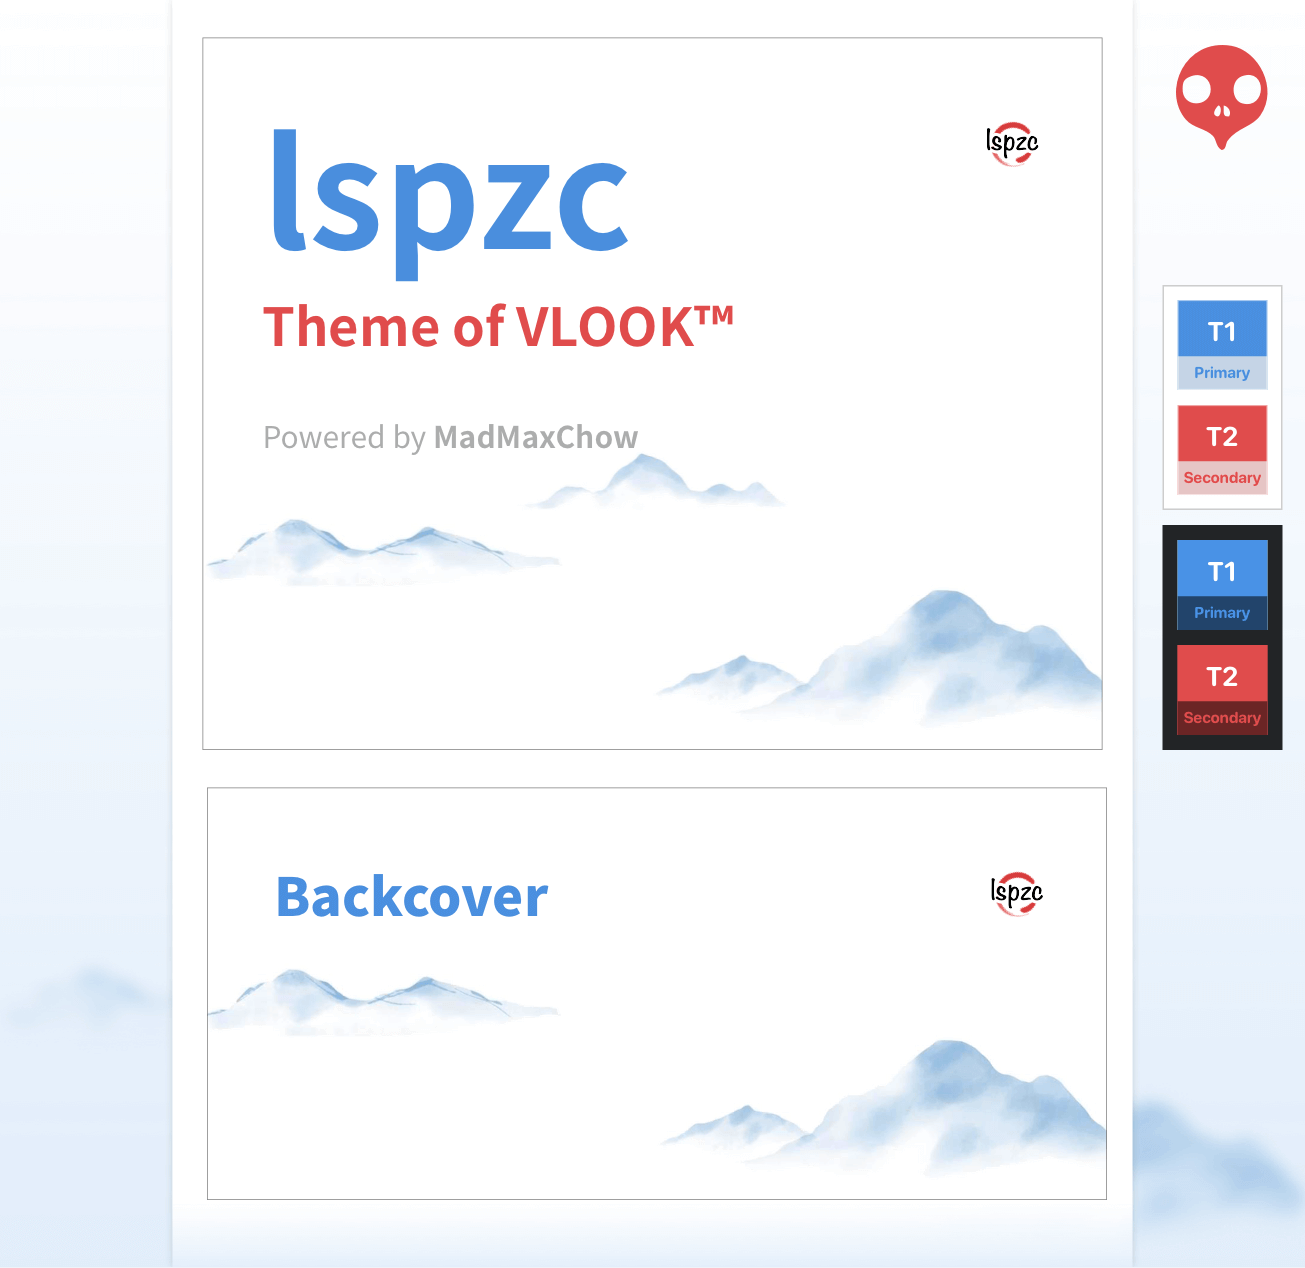 lspzc
lspzc
Theme of VLOOK™
Powered by MadMaxChow
T1
Primary
T2
Secondary
T1
Primary
T2
Secondary
Backcover
lspzc